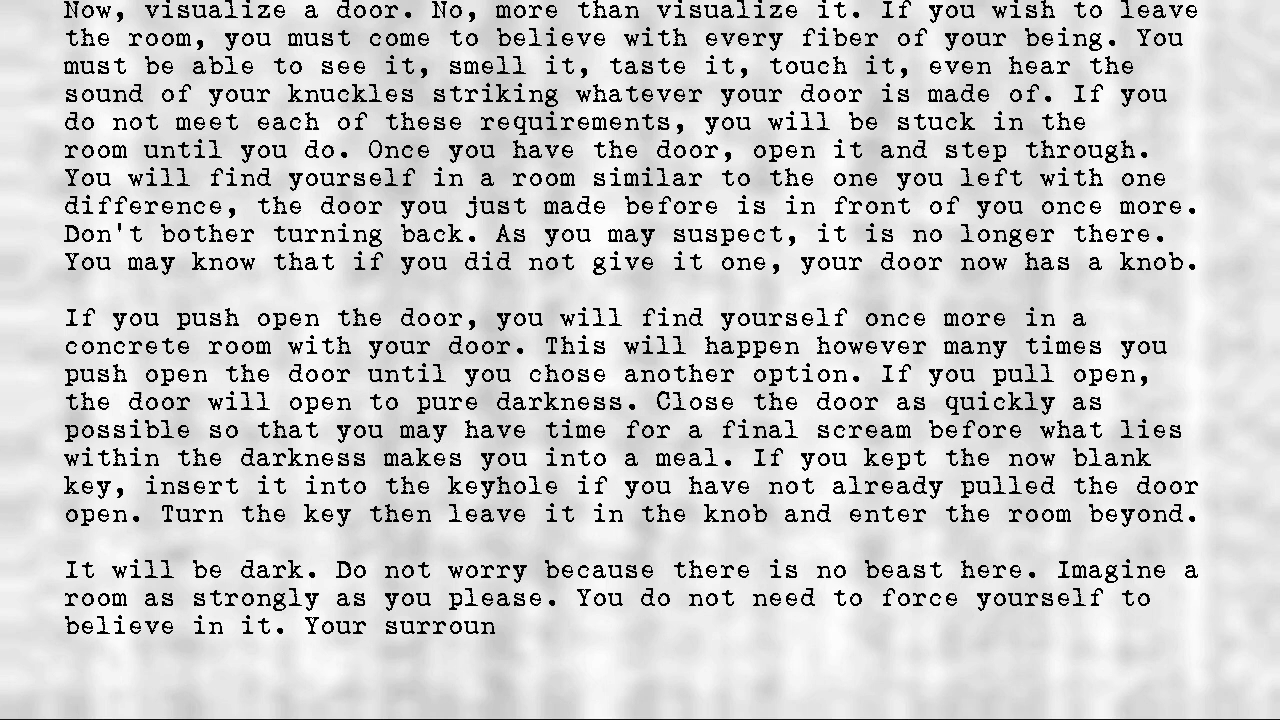 Now, visualize a door. No, more than visualize it. If you wish to leave
the room, you must come to believe with every fiber of your being. You
must be able to see it, smell it, taste it, touch it, even hear the
sound of your knuckles striking whatever your door is made of. If you
do not meet each of these requirements, you will be stuck in the
room until you do. Once you have the door, open it and step through.
You will find yourself in a room similar to the one you left with one
difference, the door you just made before is in front of you once more.
Don't bother turning back. As you may suspect, it is no longer there.
You may know that if you did not give it one, your door now has a knob.

If you push open the door, you will find yourself once more in a
concrete room with your door. This will happen however many times you
push open the door until you chose another option. If you pull open,
the door will open to pure darkness. Close the door as quickly as
possible so that you may have time for a final scream before what lies
within the darkness makes you into a meal. If you kept the now blank
key, insert it into the keyhole if you have not already pulled the door
open. Turn the key then leave it in the knob and enter the room beyond.

It will be dark. Do not worry because there is no beast here. Imagine a
room as strongly as you please. You do not need to force yourself to
believe in it. Your surroun